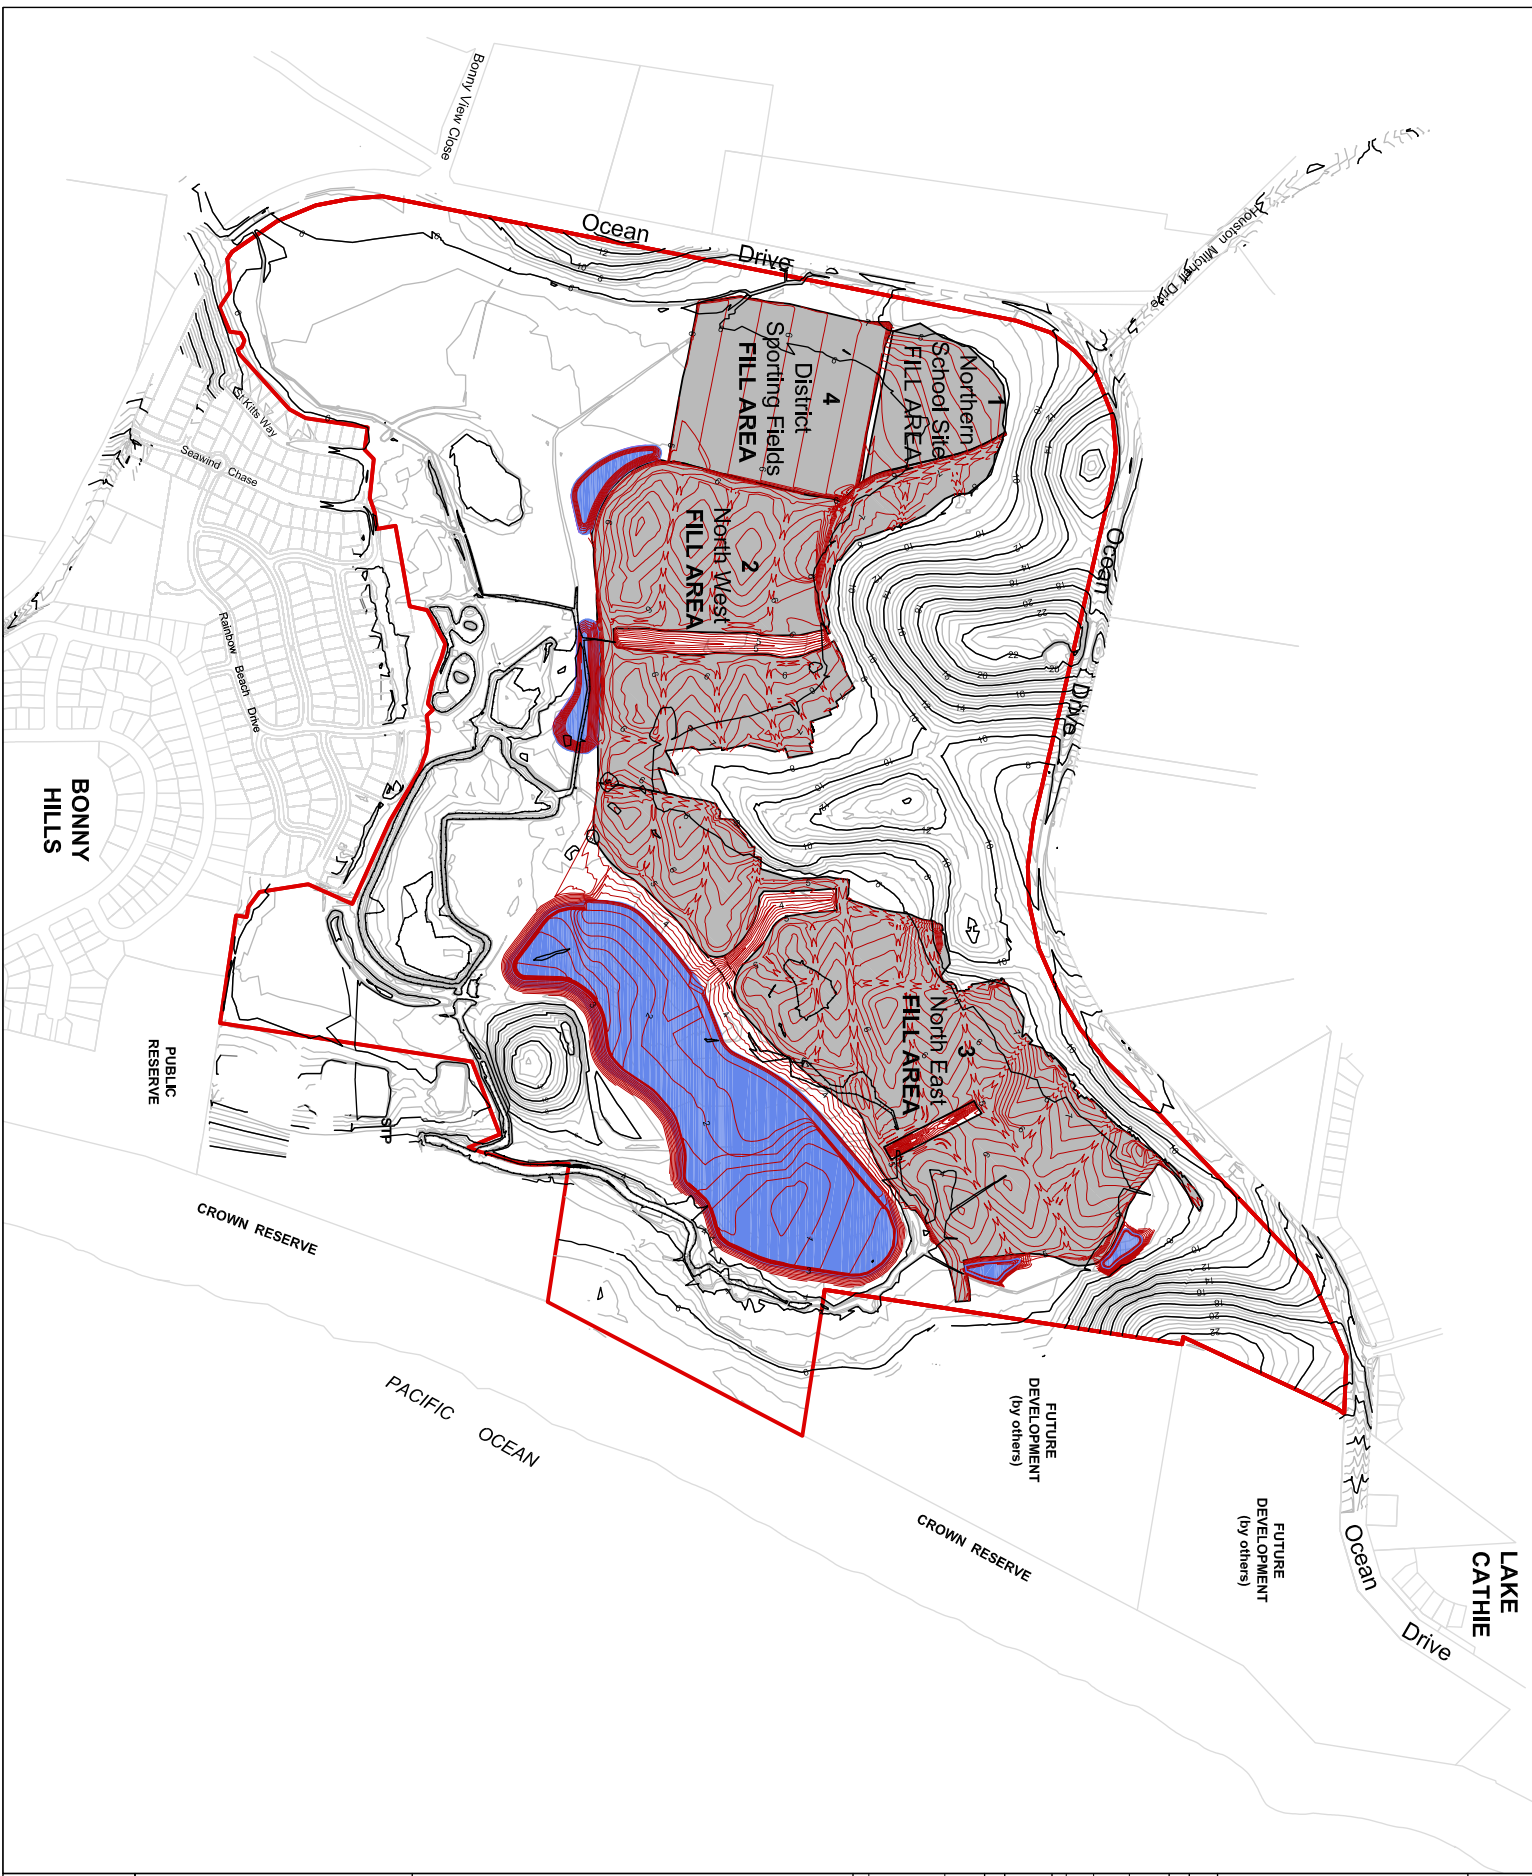 Bonny View Close
Houston Mitchell Drive
Ocean
Drive
1
Northern
School Site
FILL AREA
4
District
Sporting Fields
FILL AREA
2
North West
FILL AREA
Ocean
Drive
St Kitts Way
Seawind Chase
Rainbow Beach Drive
BONNY
HILLS
3
North East
FILL AREA
PUBLIC
RESERVE
STP
CROWN RESERVE
PACIFIC OCEAN
FUTURE
DEVELOPMENT
(by others)
CROWN RESERVE
FUTURE
DEVELOPMENT
(by others)
Ocean
Drive
LAKE
CATHIE